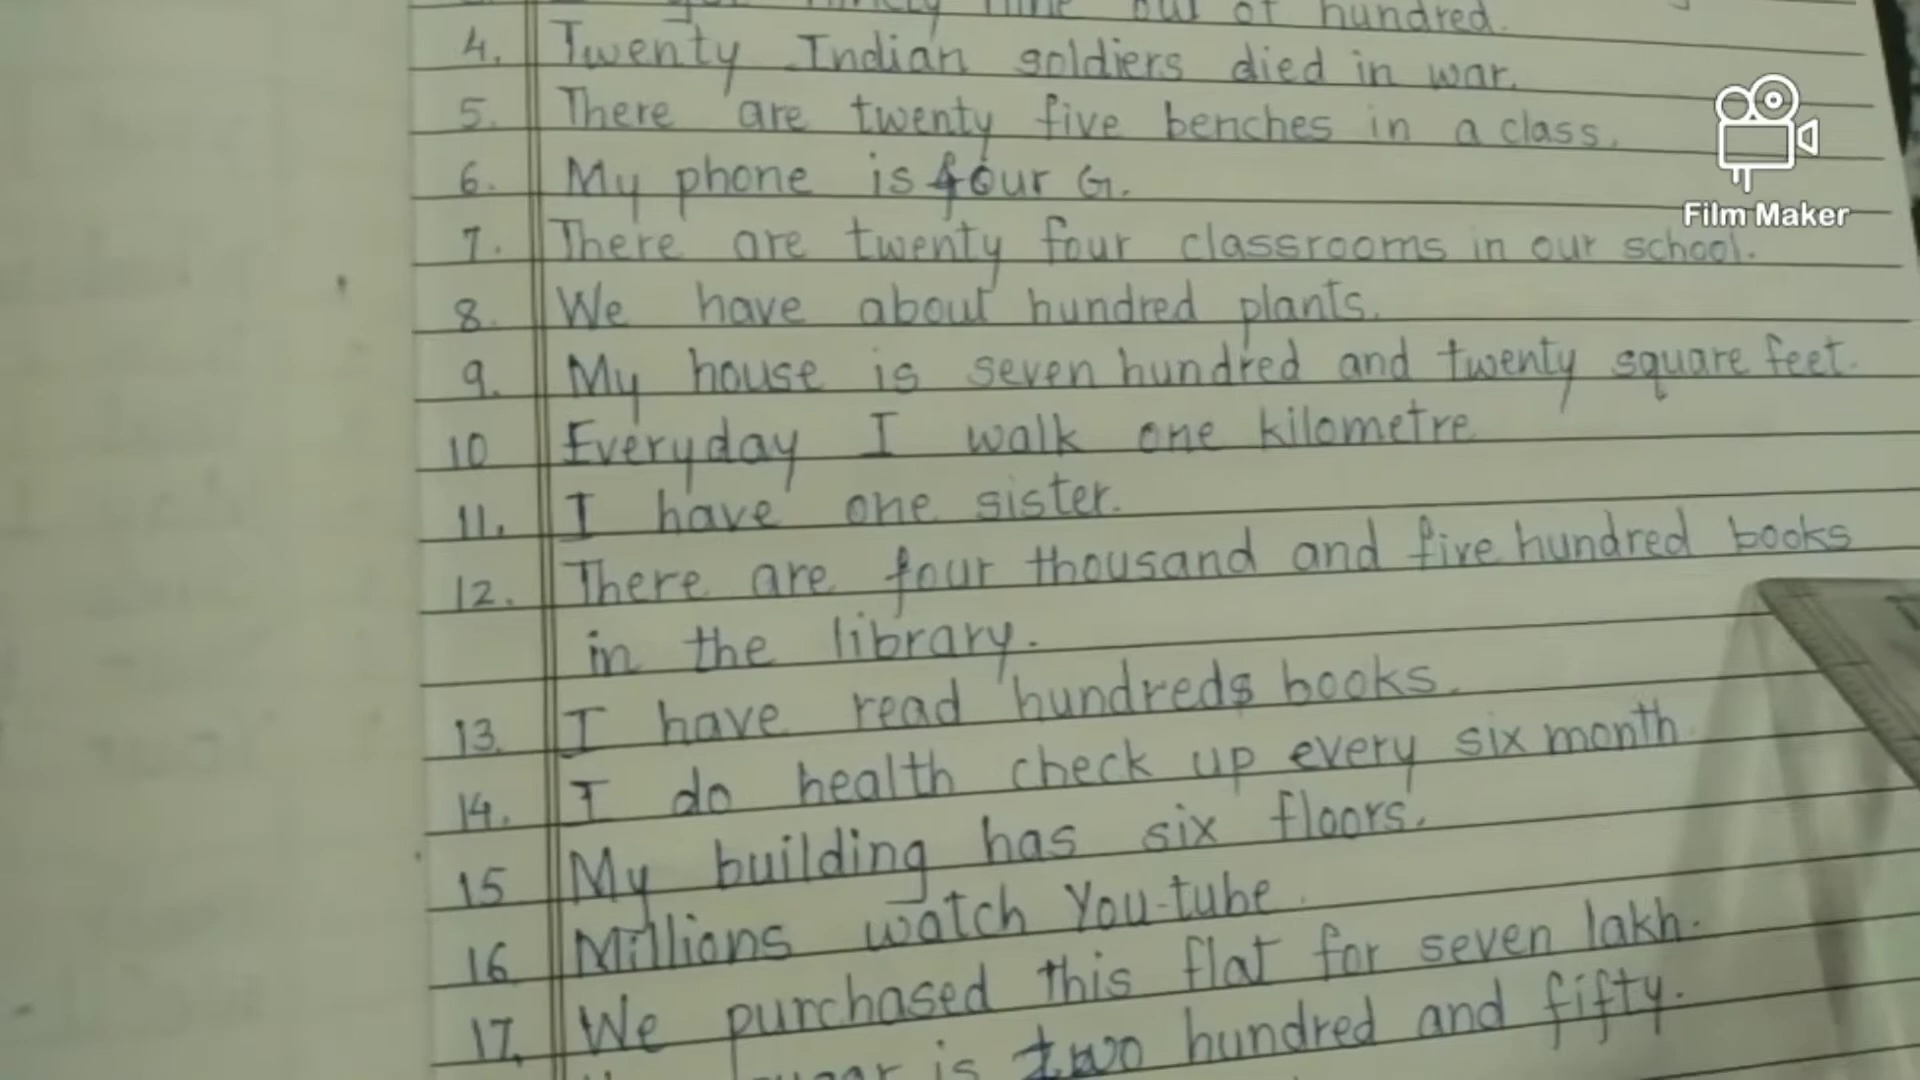 out of hundred.
4. Twenty Indian soldiers died in war.
5. There are twenty five benches in a class.
6. My phone is four G.
7. There are twenty four classrooms in our school.
8. We have about hundred plants.
9. My house is seven hundred and twenty square feet.
10 Everyday I walk one kilometre
11. I have one sister.
12. There are four thousand and five hundred books
in the library.
13. I have read hundreds books.
14. I do health check up every six month
15 My building has six floors.
16 Millions watch You-tube.
17. We purchased this flat for seven lakh.
is two hundred and fifty.
Film Maker